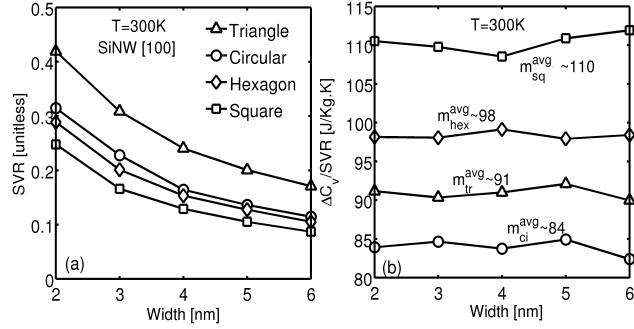 T=300K
SiNW [100]
Triangle
Circular
Hexagon
Square
0.5
0.4
0.3
0.2
0.1
0
SVR [unitless]
(a)
2 3 4 5 6
Width [nm]
T=300K
m_sq^avg ~110
m_hex^avg~98
m_tr^avg~91
m_ci^avg~84
115
110
105
100
95
90
85
80
ΔC_v/SVR [J/Kg.K]
(b)
2 3 4 5 6
Width [nm]